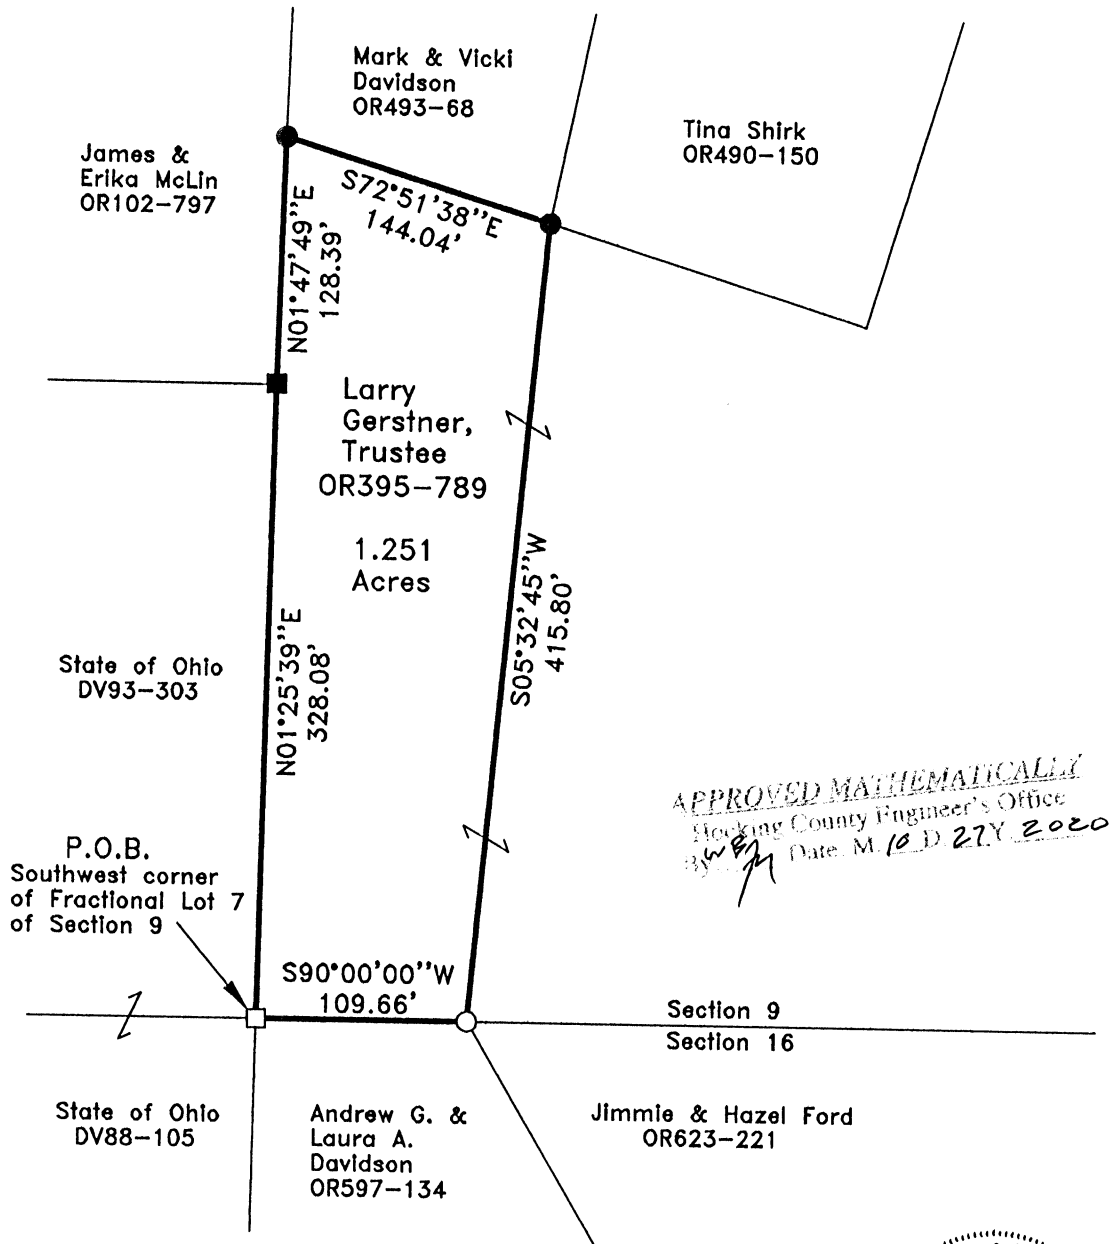 Mark & Vicki
Davidson
OR493-68
Tina Shirk
OR490-150
James &
Erika McLin
OR102-797
S72°51'38"E
144.04'
N01°47'49"E
128.39'
Larry
Gerstner,
Trustee
OR395-789
1.251
Acres
S05°32'45"W
415.80'
N01°25'39"E
328.08'
State of Ohio
DV93-303
APPROVED MATHEMATICALLY
Hocking County Engineer's Office
By Date M 10 D 27 Y 2020
P.O.B.
Southwest corner
of Fractional Lot 7
of Section 9
S90°00'00"W
109.66'
Section 9
Section 16
State of Ohio
DV88-105
Andrew G. &
Laura A.
Davidson
OR597-134
Jimmie & Hazel Ford
OR623-221